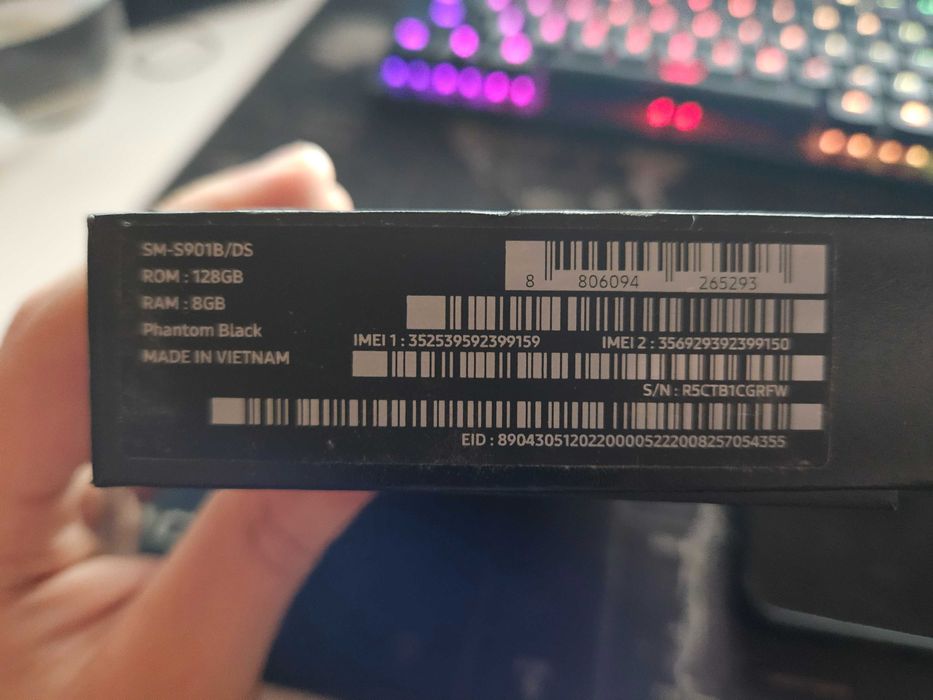 SM-S901B/DS
ROM : 128GB
RAM : 8GB
Phantom Black
MADE IN VIETNAM
8 806094 265293
IMEI 1 : 352539592399159 IMEI 2 : 356929392399150
S/N : R5CTB1CGRFW
EID : 89043051202200005222008257054355